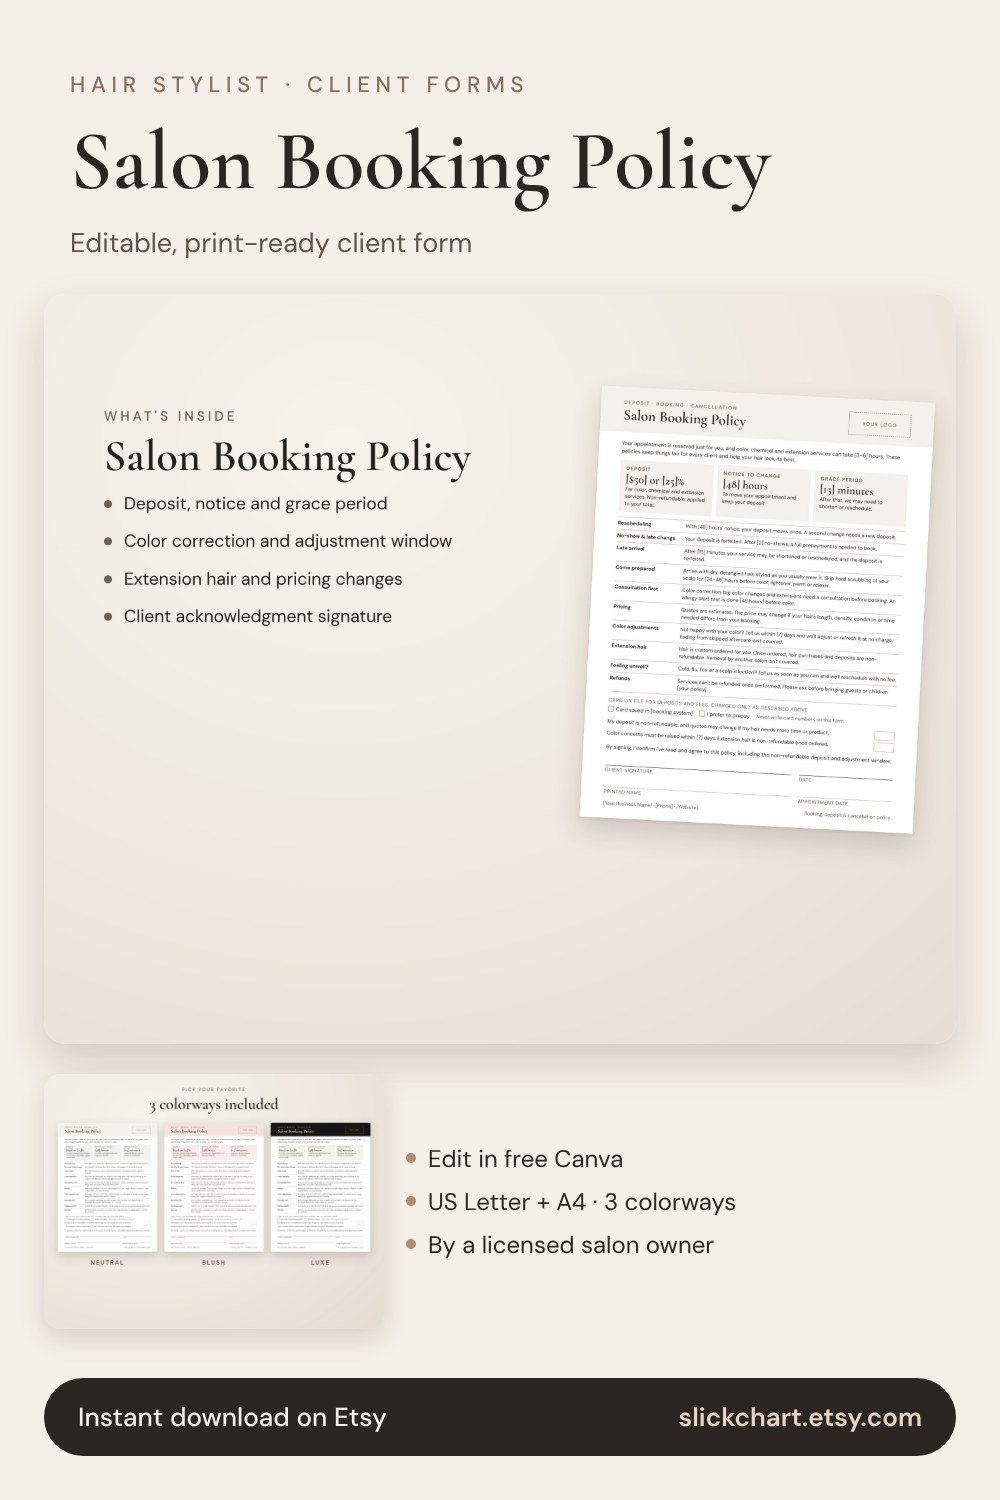 HAIR STYLIST · CLIENT FORMS
Salon Booking Policy
Editable, print-ready client form
WHAT'S INSIDE
Salon Booking Policy
Deposit, notice and grace period
Color correction and adjustment window
Extension hair and pricing changes
Client acknowledgment signature
DEPOSIT · BOOKING · CANCELLATION
Salon Booking Policy
YOUR LOGO
Your appointment is reserved just for you, and color, chemical and extension services can take [3–6] hours. These
policies keep things fair for every client and help your hair look its best.
DEPOSIT
[$50] or [25]%
For color, chemical and extension
services. Non-refundable, applied
to your total.
NOTICE TO CHANGE
[48] hours
To move your appointment and
keep your deposit.
GRACE PERIOD
[15] minutes
After that, we may need to
shorten or reschedule.
Rescheduling
With [48] hours' notice, your deposit moves once. A second change needs a new deposit.
No-show & late change
Your deposit is forfeited. After [2] no-shows, a full prepayment is needed to book.
Late arrival
After [15] minutes your service may be shortened or rescheduled, and the deposit is
forfeited.
Come prepared
Arrive with dry, detangled hair, styled as you usually wear it. Skip hard scrubbing of your
scalp for [24–48] hours before color, lightener, perm or relaxer.
Consultation first
Color correction, big color changes and extensions need a consultation before booking. An
allergy alert test is done [48 hours] before color.
Pricing
Quotes are estimates. The price may change if your hair's length, density, condition or time
needed differs from your booking.
Color adjustments
Not happy with your color? Tell us within [7] days and we'll adjust or refresh it at no charge.
Fading from skipped aftercare isn't covered.
Extension hair
Hair is custom ordered for you. Once ordered, hair purchases and deposits are non-
refundable. Removal by another salon isn't covered.
Feeling unwell?
Cold, flu, lice or a scalp infection? Tell us as soon as you can and we'll reschedule with no fee.
Refunds
Services can't be refunded once performed. Please ask before bringing guests or children
[your policy].
CARD ON FILE FOR DEPOSITS AND FEES, CHARGED ONLY AS DESCRIBED ABOVE
Card saved in [booking system] I prefer to prepay Never write card numbers on this form.
My deposit is non-refundable, and quotes may change if my hair needs more time or product.
Color concerns must be raised within [7] days. Extension hair is non-refundable once ordered.
By signing, I confirm I've read and agree to this policy, including the non-refundable deposit and adjustment window.
CLIENT SIGNATURE
DATE
PRINTED NAME
APPOINTMENT DATE
[Your Business Name] · [Phone] · [Website]
Booking, deposit & cancellation policy
PICK YOUR FAVORITE
3 colorways included
Salon Booking Policy
Salon Booking Policy
Salon Booking Policy
NEUTRAL
BLUSH
LUXE
Edit in free Canva
US Letter + A4 · 3 colorways
By a licensed salon owner
Instant download on Etsy
slickchart.etsy.com